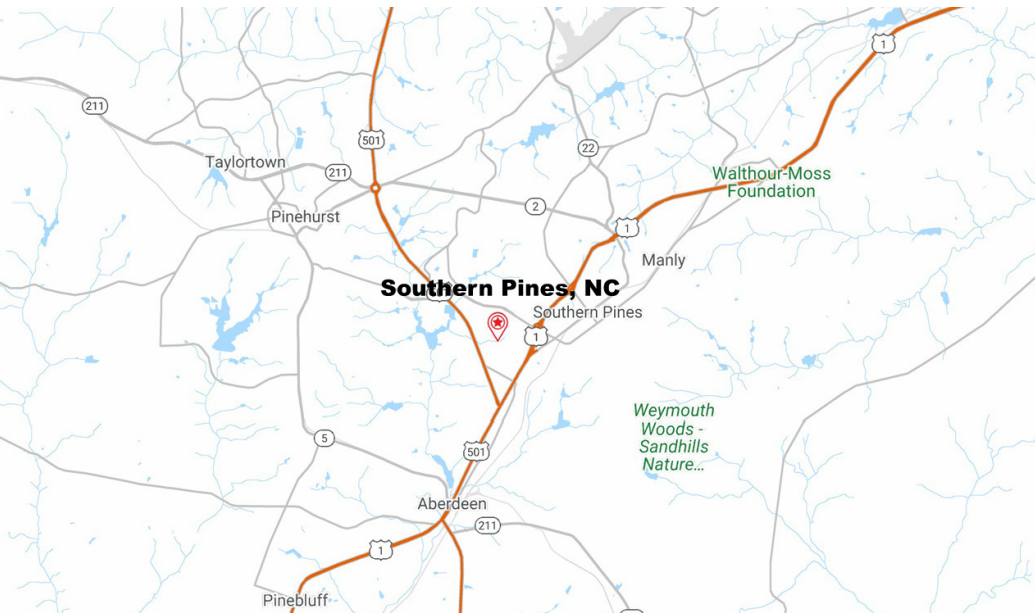 1
211
501
22
Taylortown
211
Walthour-Moss
Foundation
2
Pinehurst
1
Manly
Southern Pines, NC
Southern Pines
1
Weymouth
Woods -
Sandhills
Nature...
5
501
Aberdeen
211
1
Pinebluff